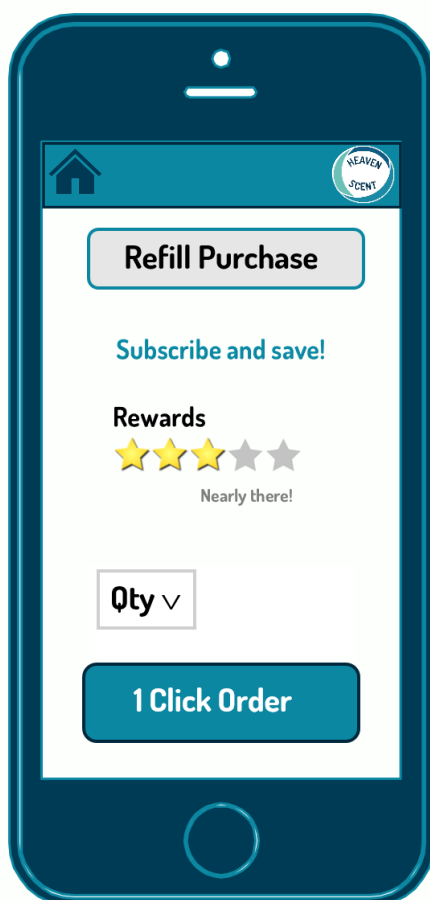 HEAVEN
SCENT
Refill Purchase
Subscribe and save!
Rewards
Nearly there!
Qty
1 Click Order